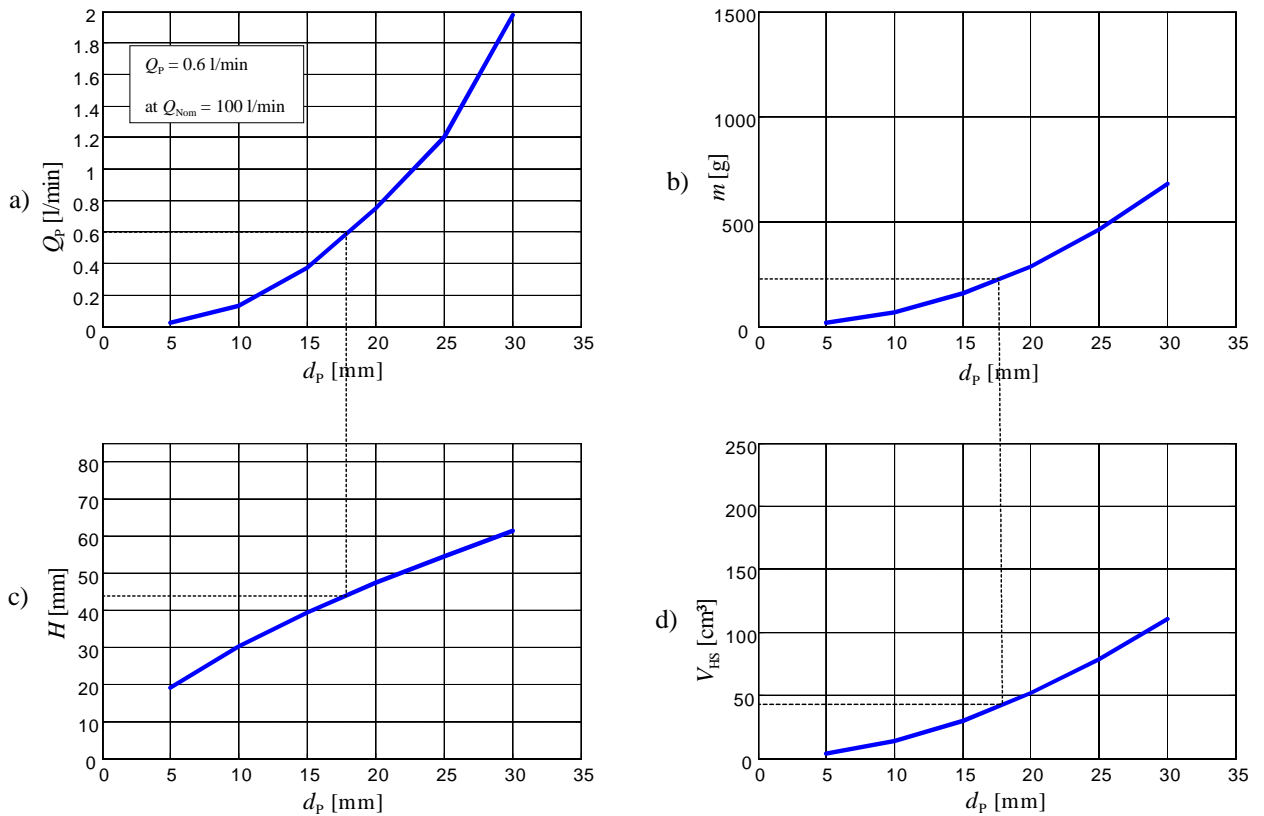 a)
Q_P [l/min]
2
1.8
1.6
1.4
1.2
1
0.8
0.6
0.4
0.2
0
Q_P = 0.6 l/min
at Q_Nom = 100 l/min
0 5 10 15 20 25 30 35
d_P [mm]
b)
m [g]
1500
1000
500
0
0 5 10 15 20 25 30 35
d_P [mm]
c)
H [mm]
80
70
60
50
40
30
20
10
0
0 5 10 15 20 25 30 35
d_P [mm]
d)
V_HS [cm³]
250
200
150
100
50
0
0 5 10 15 20 25 30 35
d_P [mm]